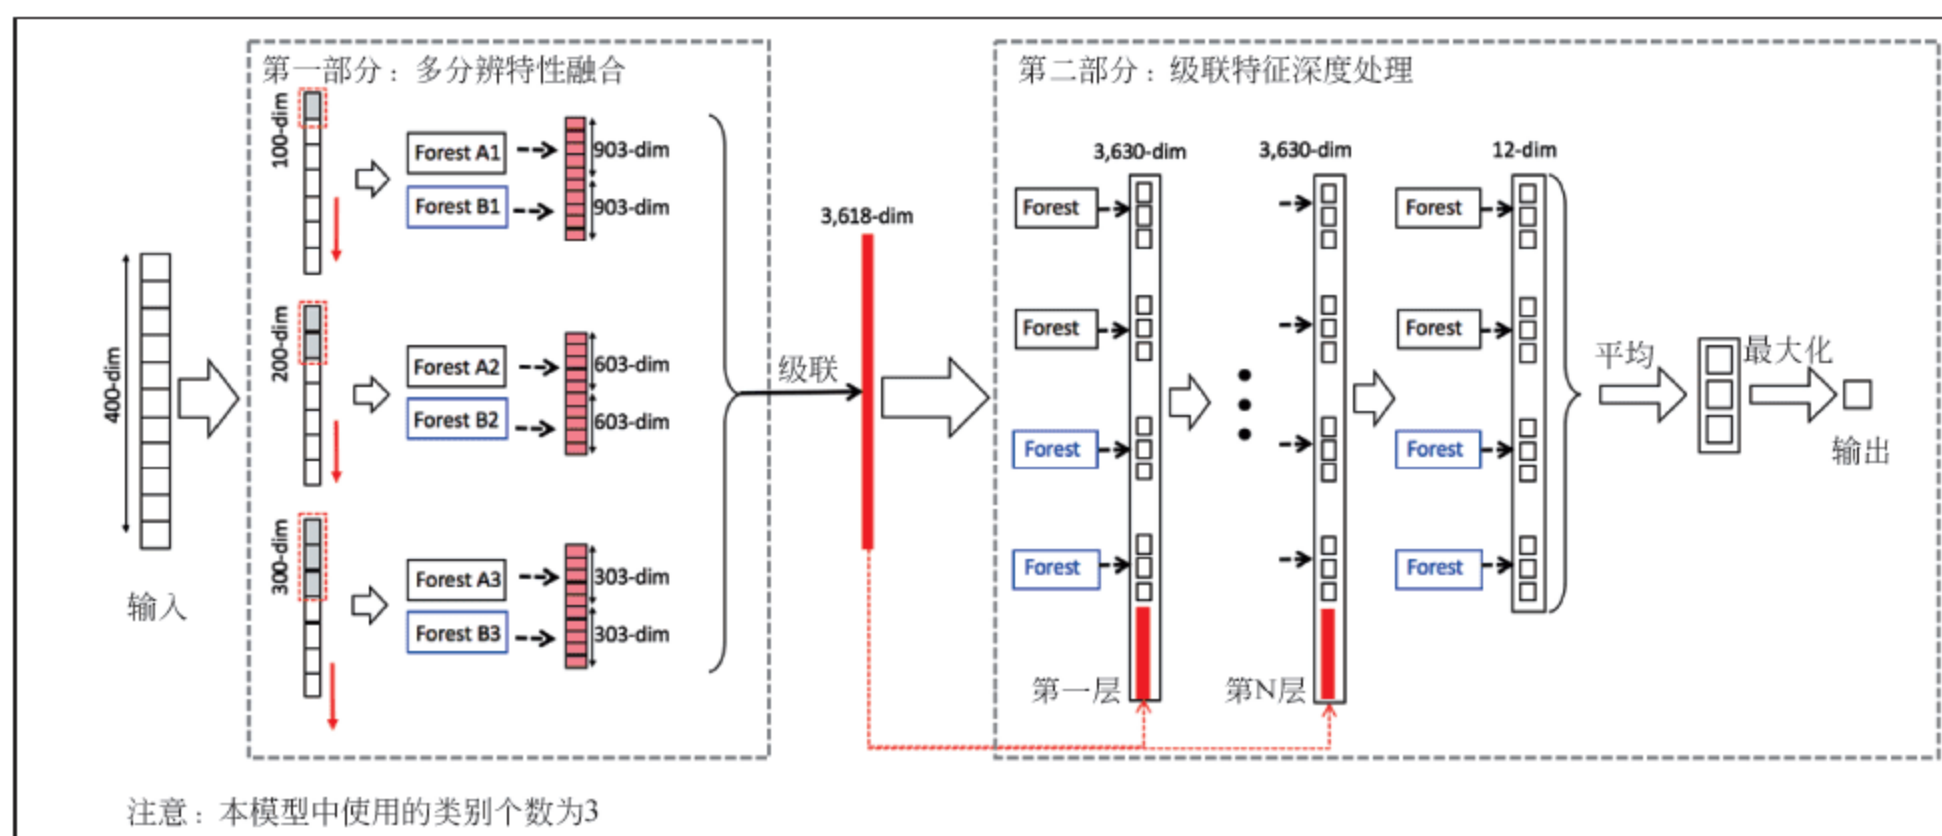 第一部分：多分辨特性融合
100-dim
Forest A1
903-dim
Forest B1
903-dim
200-dim
Forest A2
603-dim
Forest B2
603-dim
300-dim
Forest A3
303-dim
Forest B3
303-dim
400-dim
输入
级联
3,618-dim
第二部分：级联特征深度处理
3,630-dim
3,630-dim
12-dim
Forest
Forest
Forest
Forest
Forest
Forest
Forest
Forest
第一层
第N层
平均
最大化
输出
注意：本模型中使用的类别个数为3